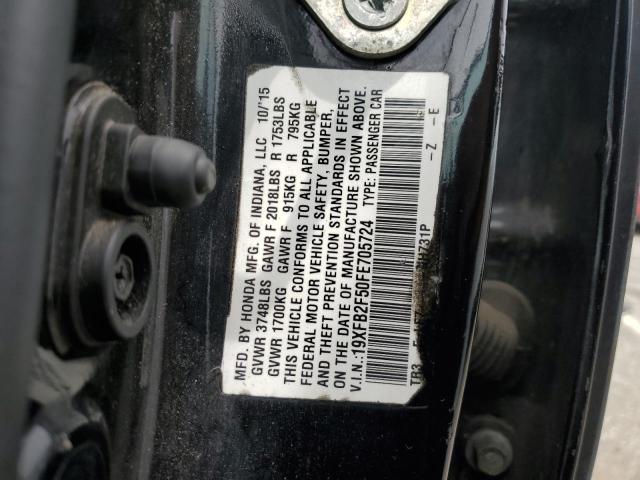 MFD. BY HONDA MFG. OF INDIANA, LLC 10/'15
GVWR 3748LBS GAWR F 2018LBS R 1753LBS
GVWR 1700KG GAWR F 915KG R 795KG
THIS VEHICLE CONFORMS TO ALL APPLICABLE
FEDERAL MOTOR VEHICLE SAFETY, BUMPER,
AND THEFT PREVENTION STANDARDS IN EFFECT
ON THE DATE OF MANUFACTURE SHOWN ABOVE.
V.I.N.:19XFB2F50FE705724 TYPE: PASSENGER CAR
TR3 -Z -E